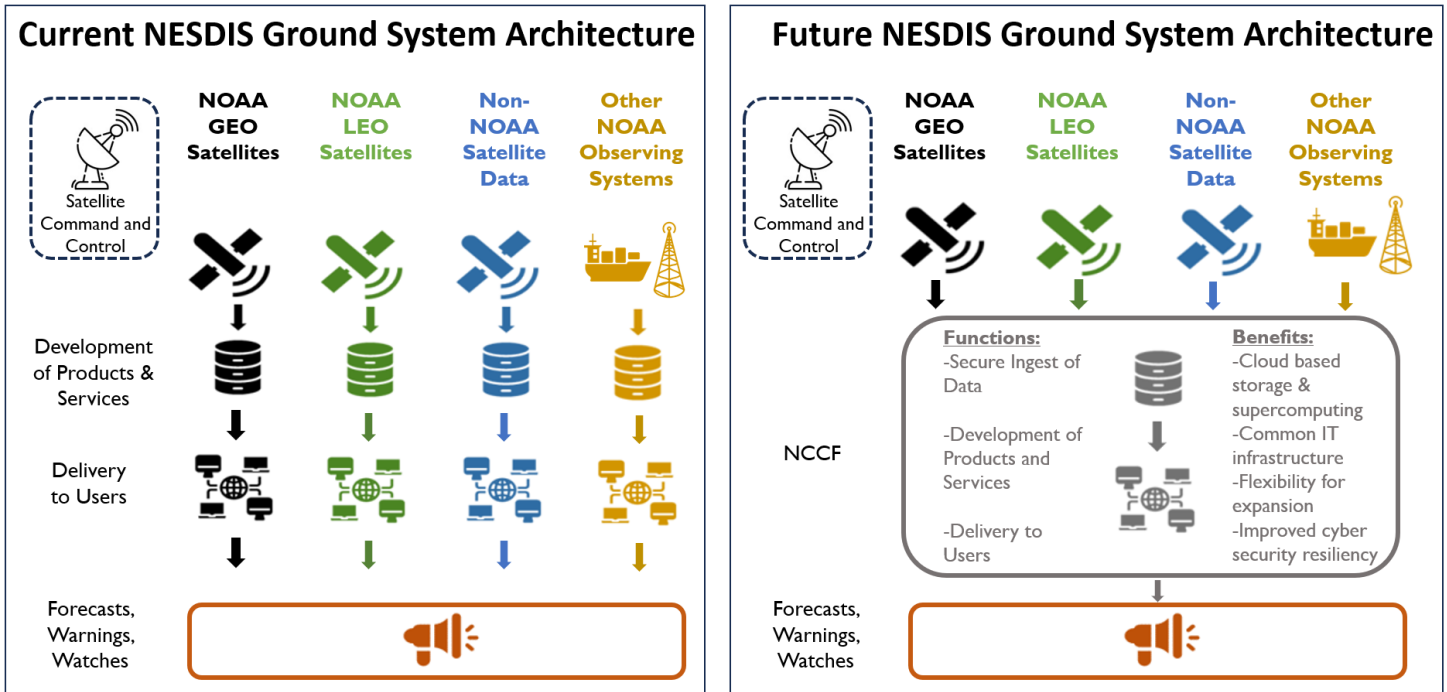 Current NESDIS Ground System Architecture
Satellite
Command and
Control
NOAA
GEO
Satellites
NOAA
LEO
Satellites
Non-
NOAA
Satellite
Data
Other
NOAA
Observing
Systems
Development
of Products &
Services
Delivery
to Users
Forecasts,
Warnings,
Watches
Future NESDIS Ground System Architecture
Satellite
Command and
Control
NOAA
GEO
Satellites
NOAA
LEO
Satellites
Non-
NOAA
Satellite
Data
Other
NOAA
Observing
Systems
NCCF
Functions:
-Secure Ingest of
Data
-Development of
Products and
Services
-Delivery to
Users
Benefits:
-Cloud based
storage &
supercomputing
-Common IT
infrastructure
-Flexibility for
expansion
-Improved cyber
security resiliency
Forecasts,
Warnings,
Watches